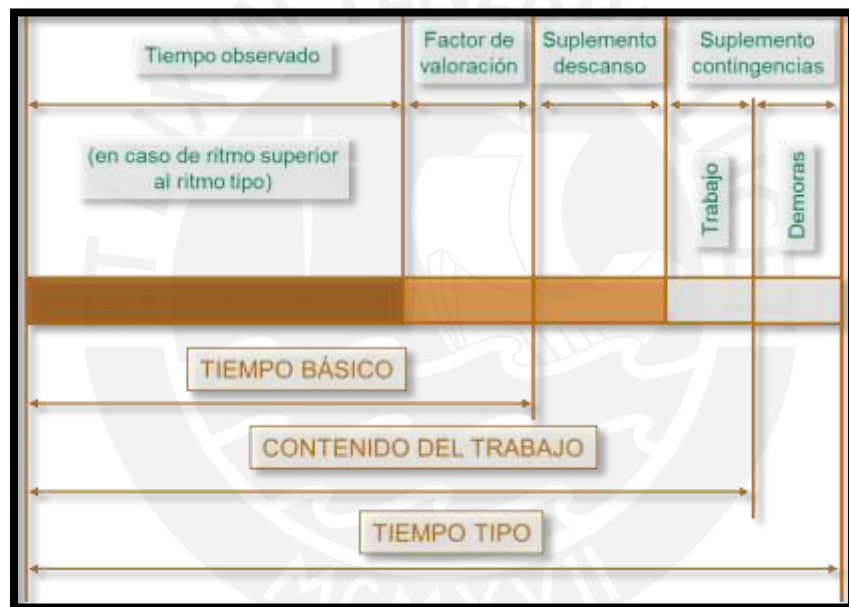 Tiempo observado
Factor de
valoración
Suplemento
descanso
Suplemento
contingencias
(en caso de ritmo superior
al ritmo tipo)
Trabajo
Demoras
TIEMPO BÁSICO
CONTENIDO DEL TRABAJO
TIEMPO TIPO
MCMXVII